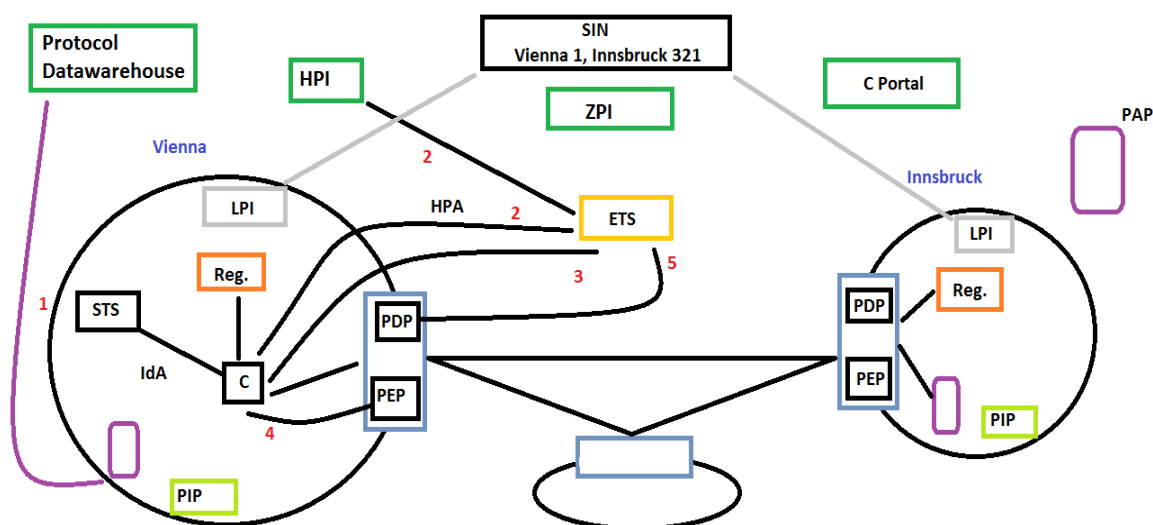 Protocol
Datawarehouse
HPI
SIN
Vienna 1, Innsbruck 321
ZPI
C Portal
PAP
Vienna
2
Innsbruck
LPI
HPA
2
ETS
LPI
Reg.
3
5
Reg.
1
STS
PDP
PDP
IdA
C
PEP
PEP
4
PIP
PIP